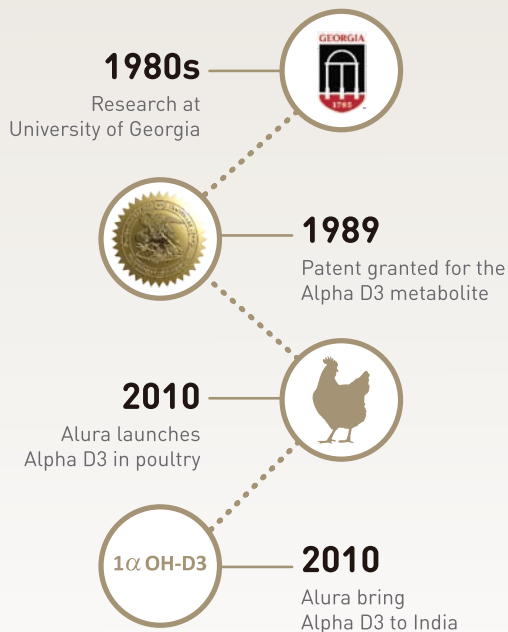 GEORGIA
1785
1980s
Research at
University of Georgia
1989
Patent granted for the
Alpha D3 metabolite
2010
Alura launches
Alpha D3 in poultry
1α OH-D3
2010
Alura bring
Alpha D3 to India